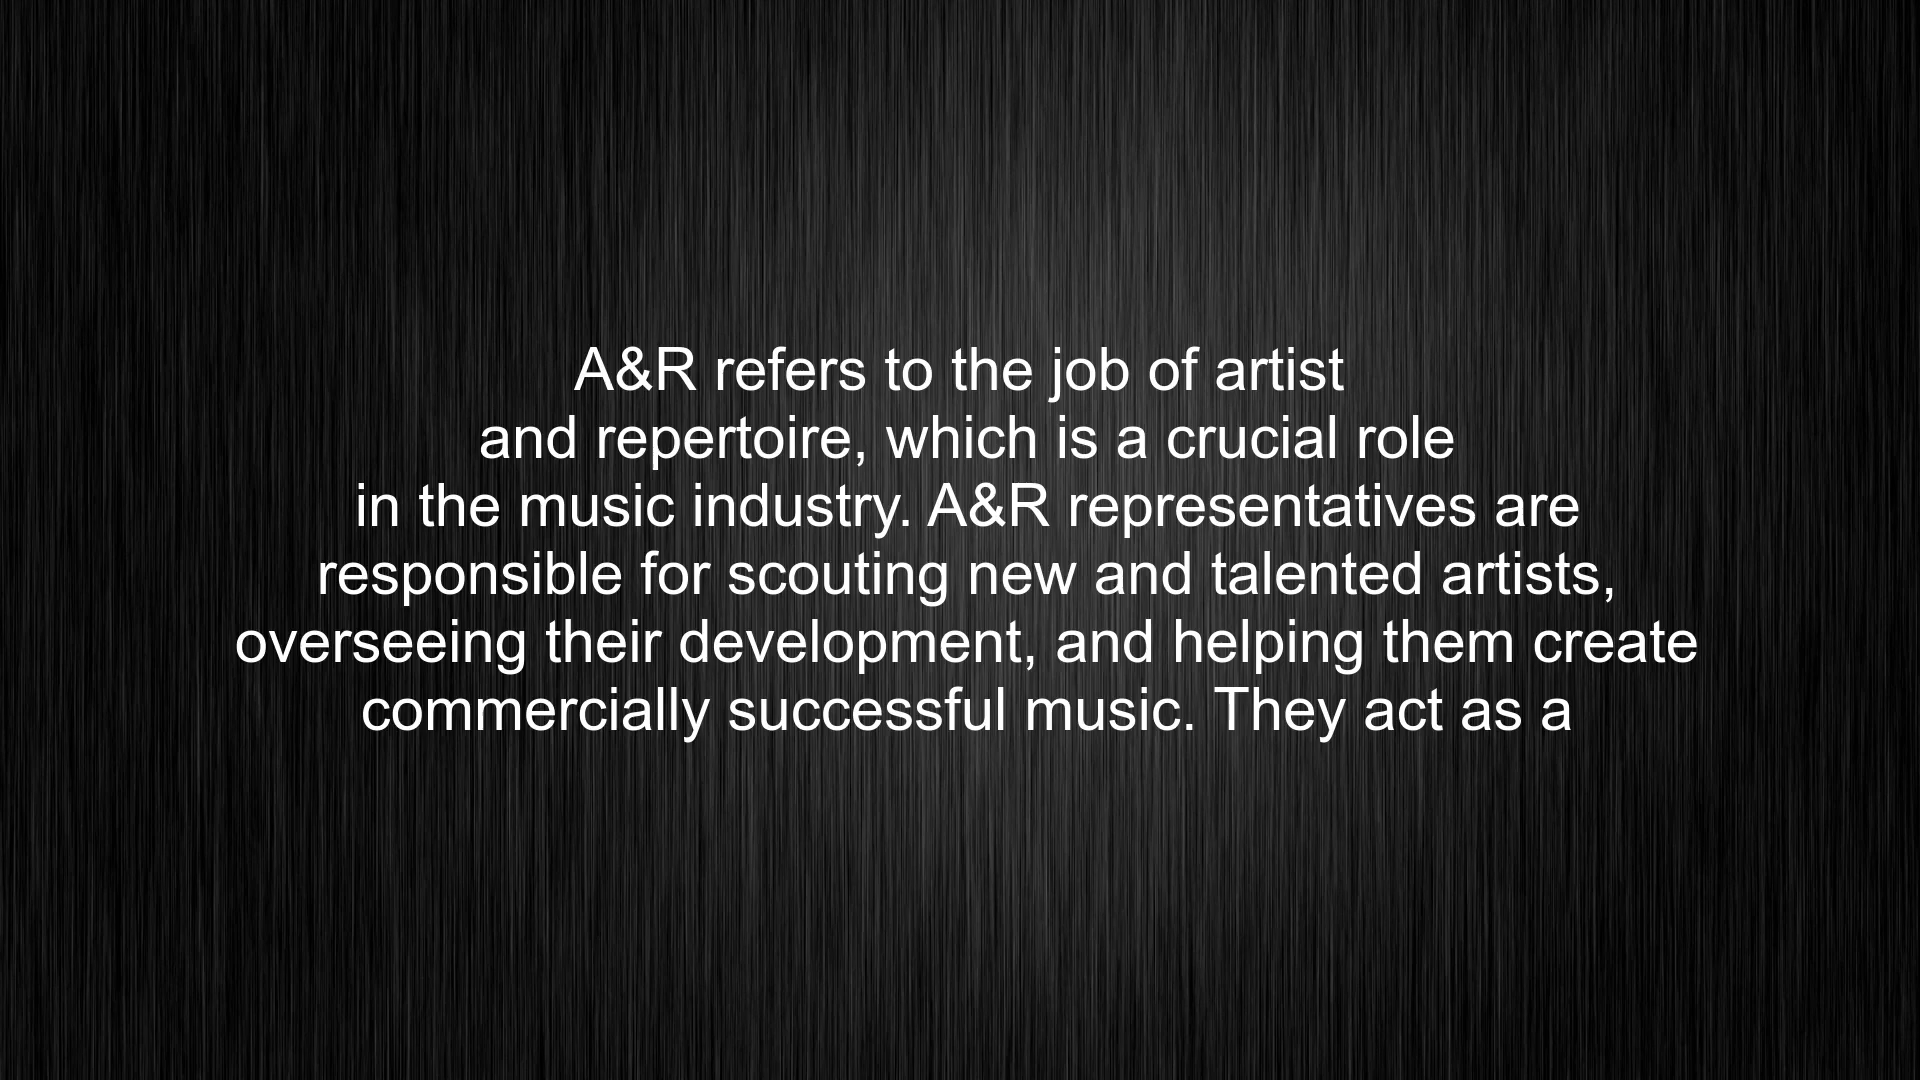 A&R refers to the job of artist
and repertoire, which is a crucial role
in the music industry. A&R representatives are
responsible for scouting new and talented artists,
overseeing their development, and helping them create
commercially successful music. They act as a